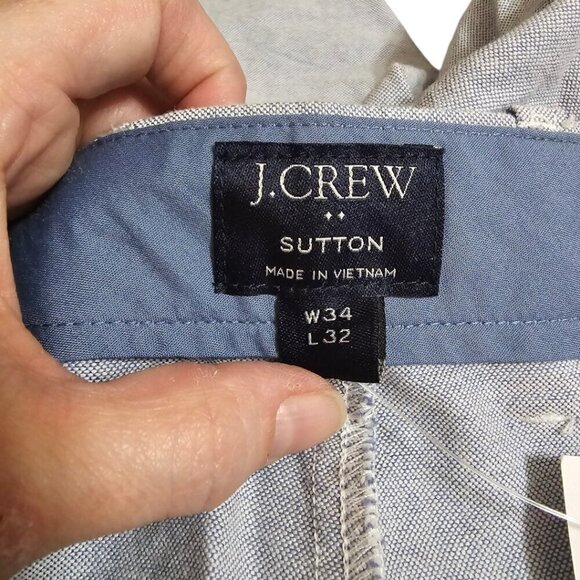 J.CREW
SUTTON
MADE IN VIETNAM
W34
L32